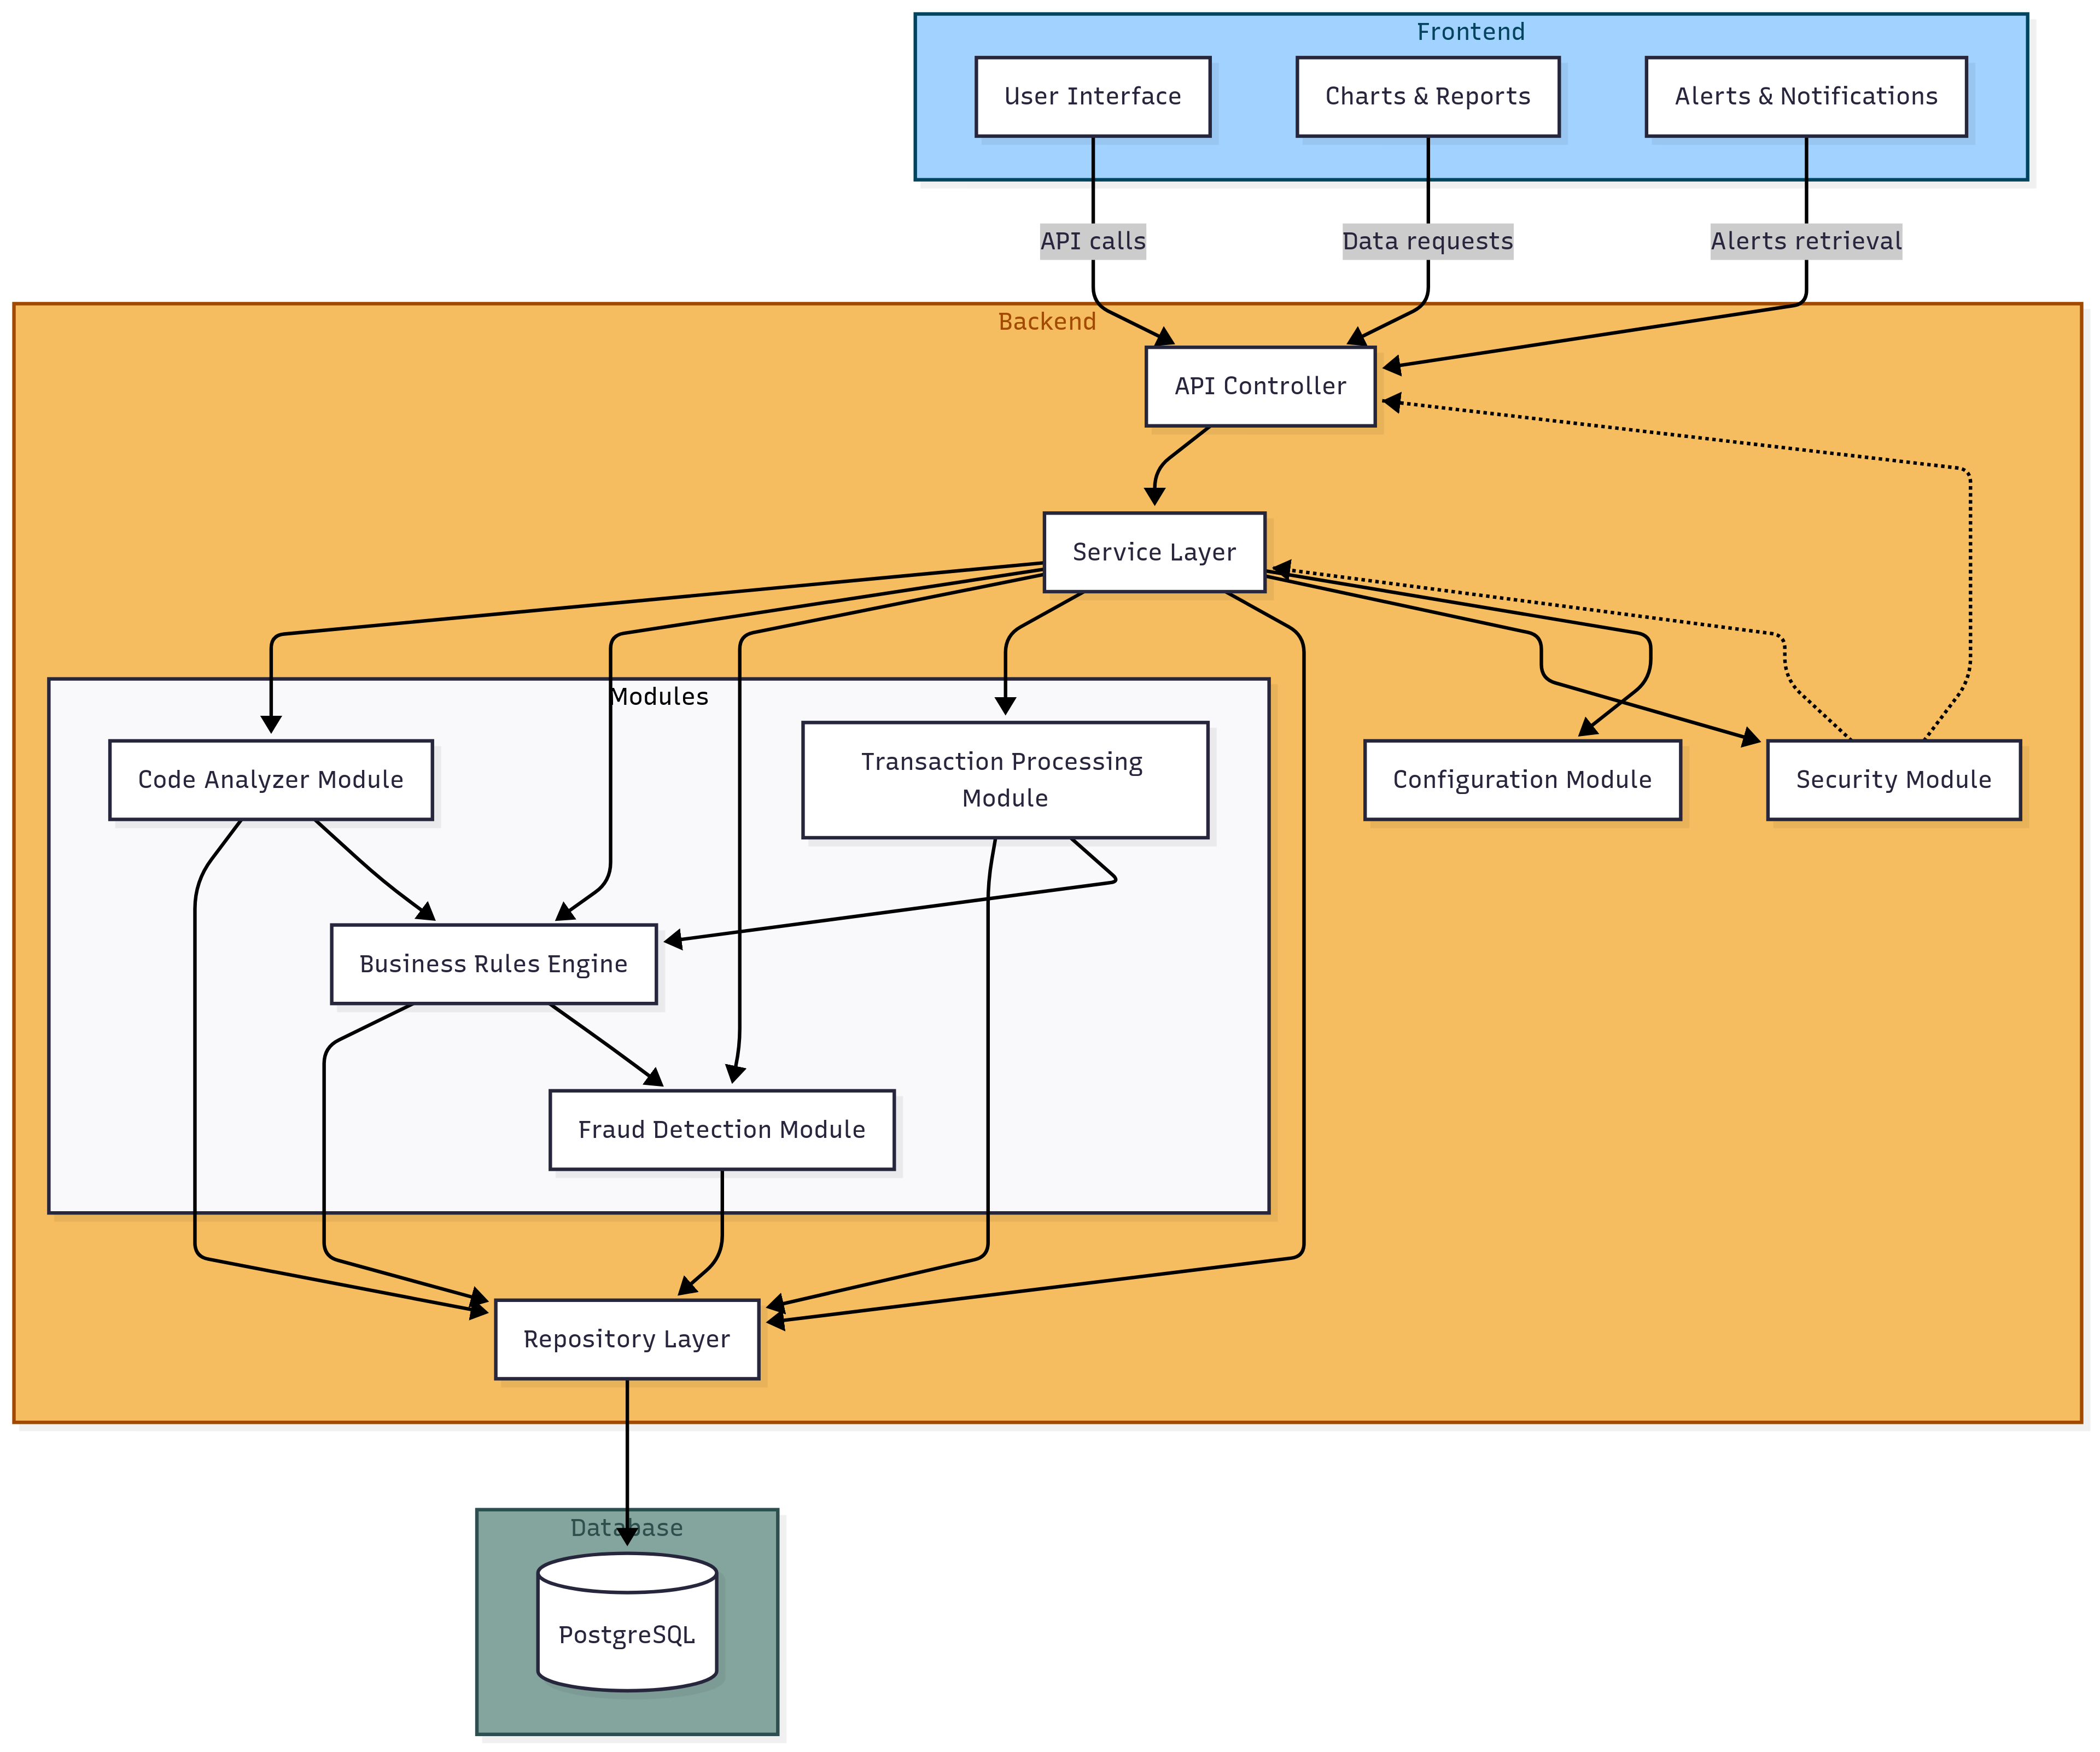 Frontend
User Interface
Charts & Reports
Alerts & Notifications
API calls
Data requests
Alerts retrieval
Backend
API Controller
Service Layer
Modules
Code Analyzer Module
Transaction Processing
Module
Configuration Module
Security Module
Business Rules Engine
Fraud Detection Module
Repository Layer
Database
PostgreSQL